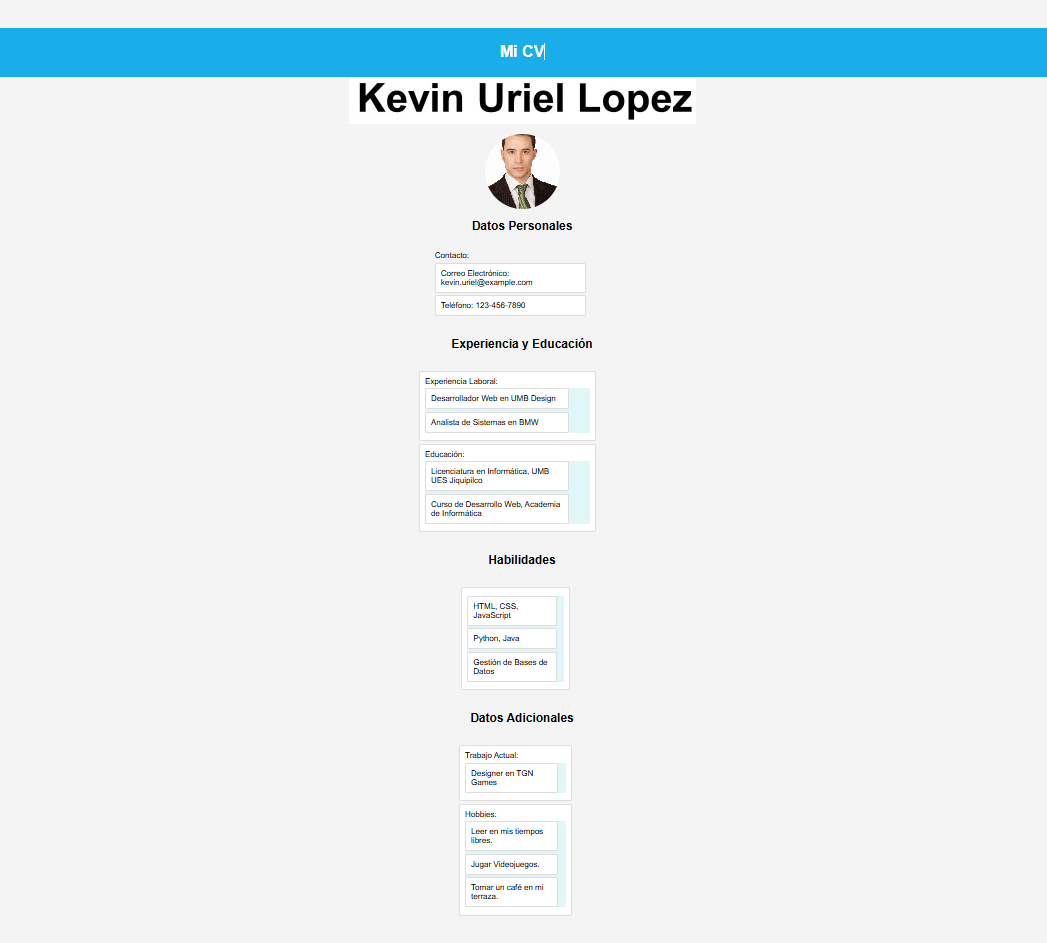 Mi CV
Kevin Uriel Lopez
Datos Personales
Contacto:
Correo Electrónico:
kevin.uriel@example.com
Teléfono: 123-456-7890
Experiencia y Educación
Experiencia Laboral:
Desarrollador Web en UMB Design
Analista de Sistemas en BMW
Educación:
Licenciatura en Informática, UMB
UES Jiquipilco
Curso de Desarrollo Web, Academia
de Informática
Habilidades
HTML, CSS,
JavaScript
Python, Java
Gestión de Bases de
Datos
Datos Adicionales
Trabajo Actual:
Designer en TGN
Games
Hobbies:
Leer en mis tiempos
libres.
Jugar Videojuegos.
Tomar un café en mi
terraza.